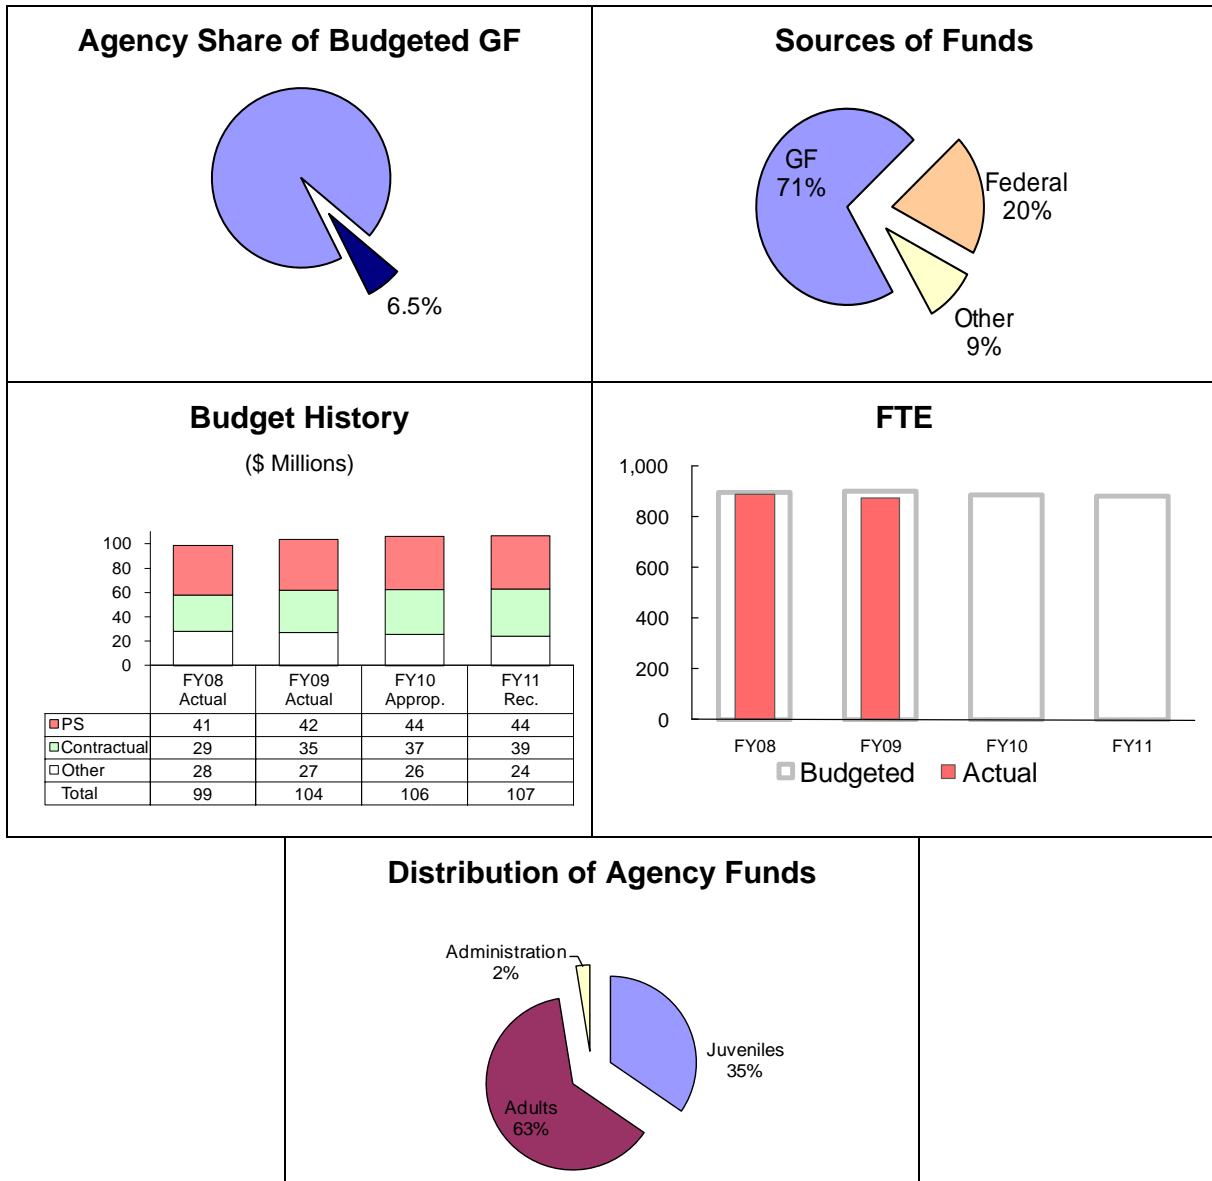 Agency Share of Budgeted GF
6.5%
Sources of Funds
GF
71%
Federal
20%
Other
9%
Budget History
($ Millions)
100
80
60
40
20
0
FY08 Actual FY09 Actual FY10 Approp. FY11 Rec.
PS 41 42 44 44
Contractual 29 35 37 39
Other 28 27 26 24
Total 99 104 106 107
FTE
1,000
800
600
400
200
0
FY08 FY09 FY10 FY11
Budgeted Actual
Distribution of Agency Funds
Administration
2%
Juveniles
35%
Adults
63%